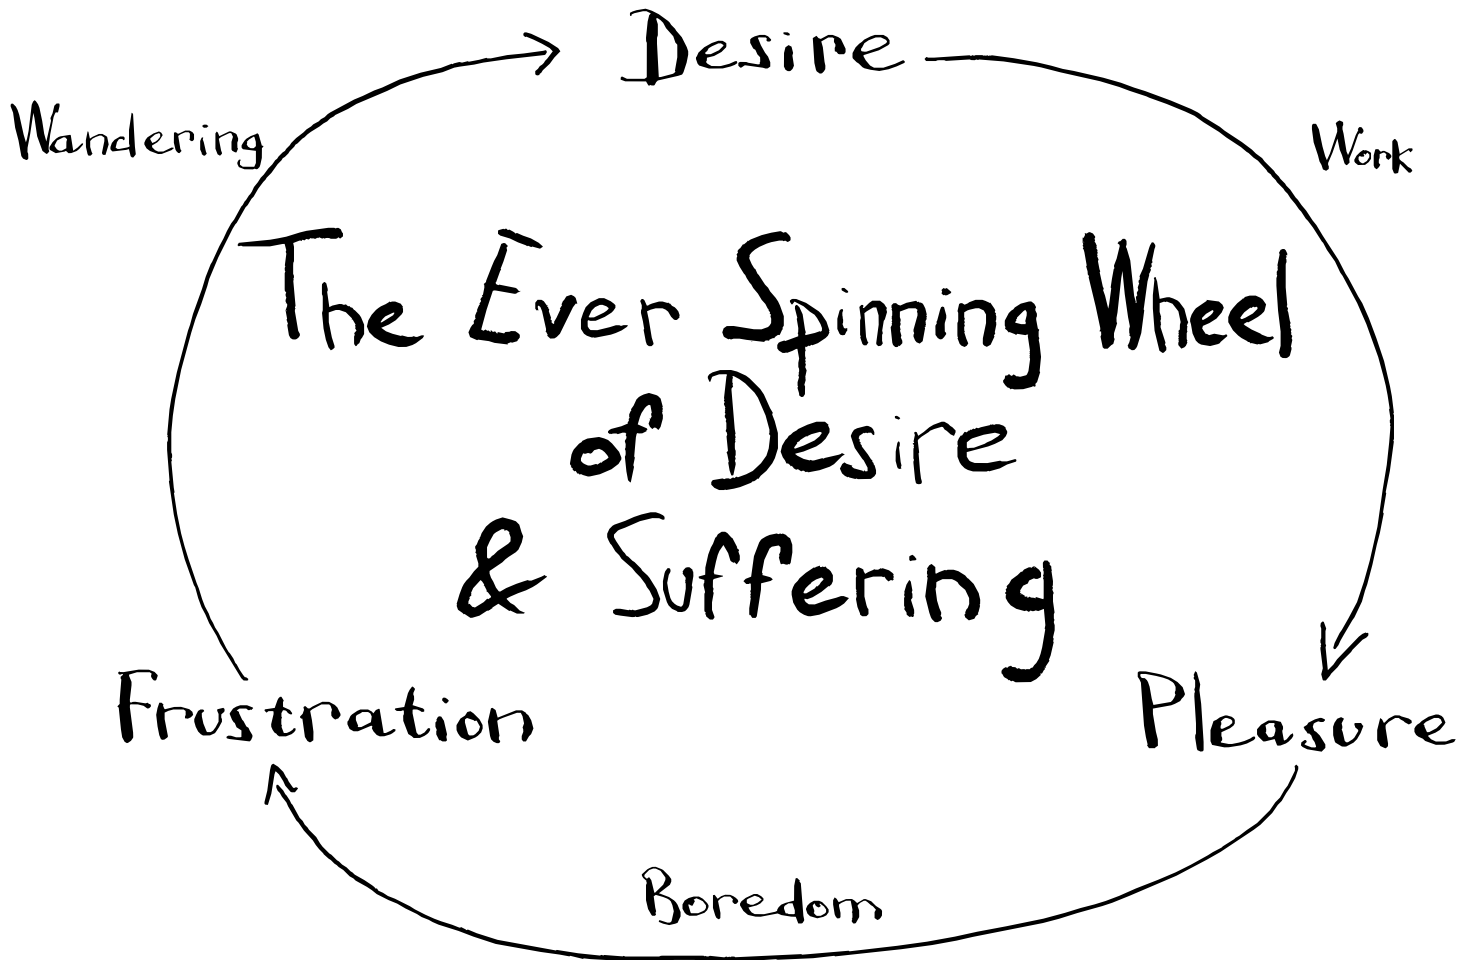 Desire
Wandering
Work
The Ever Spinning Wheel
of Desire
& Suffering
Frustration
Pleasure
Boredom